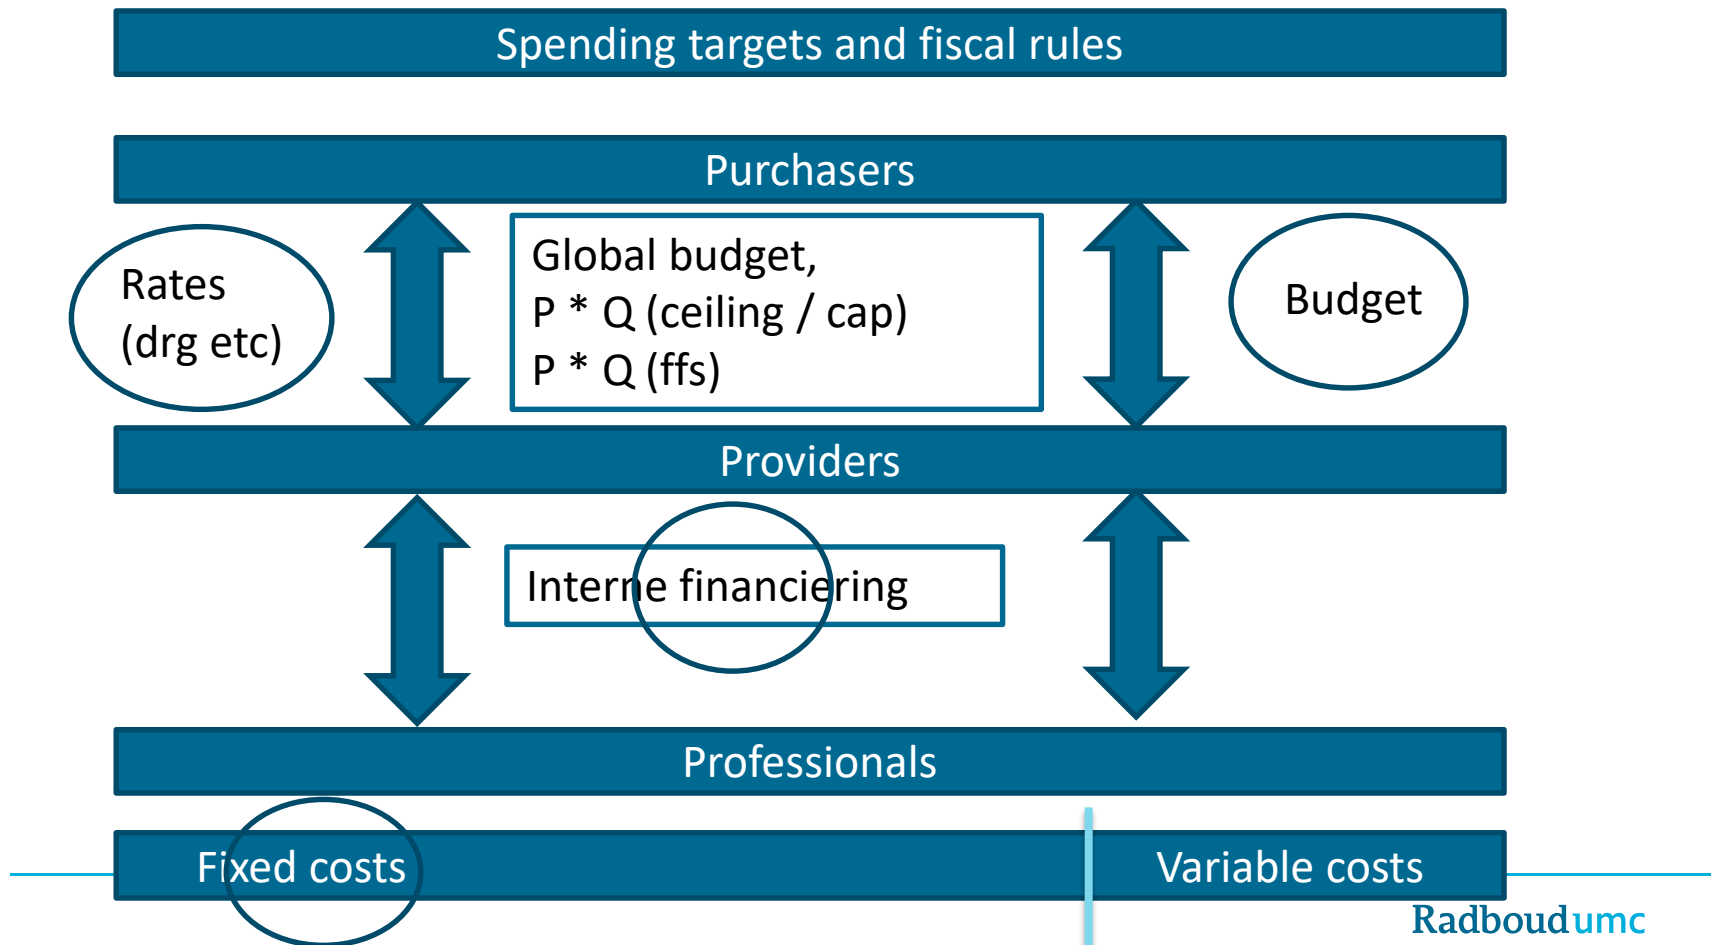 Spending targets and fiscal rules
Purchasers
Rates
(drg etc)
Global budget,
P * Q (ceiling / cap)
P * Q (ffs)
Budget
Providers
Interne financiering
Professionals
Fixed costs
Variable costs
Radboudumc